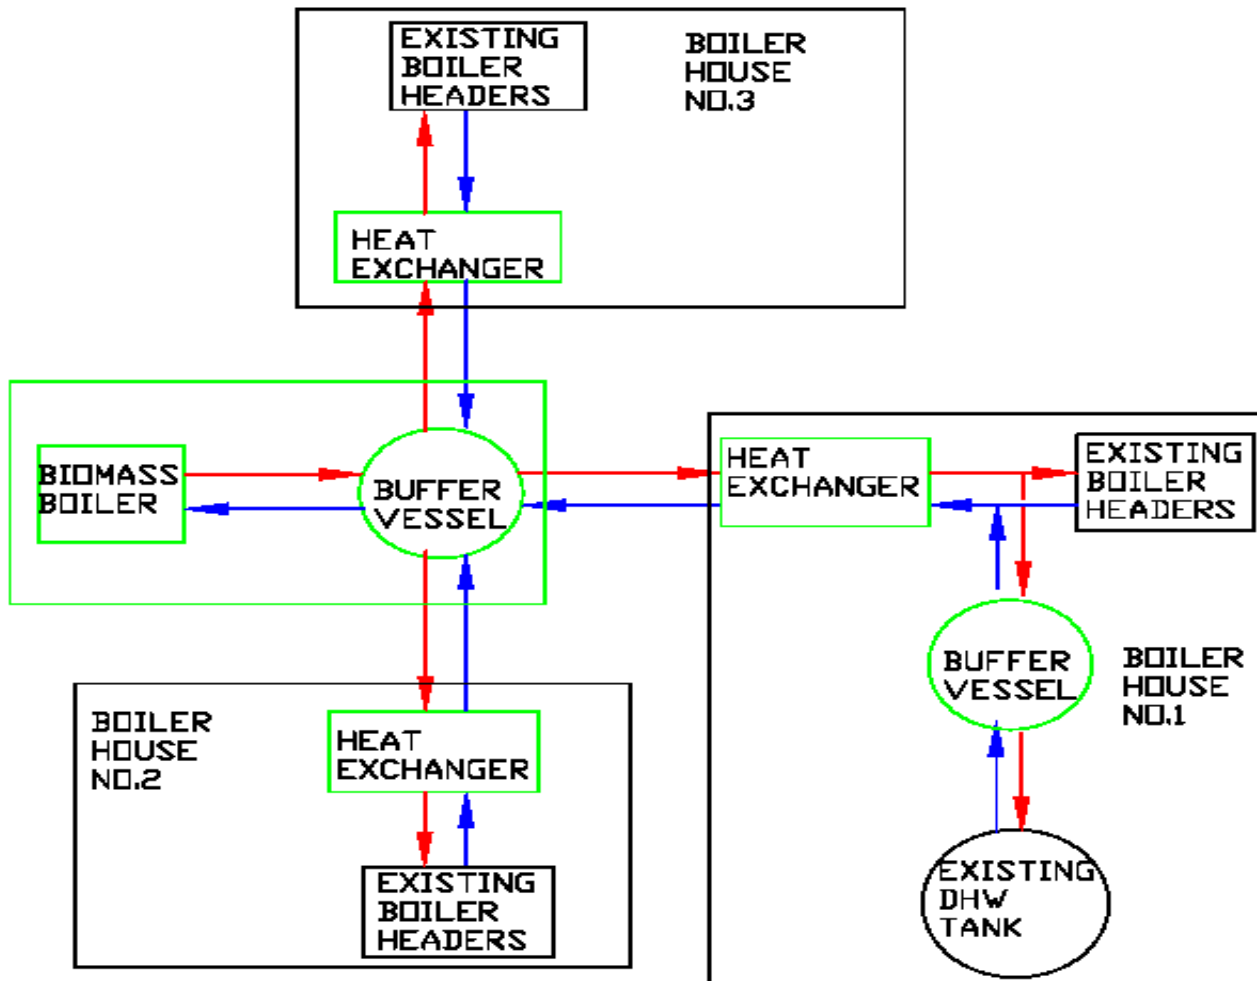 EXISTING
BOILER
HEADERS
BOILER
HOUSE
NO.3
HEAT
EXCHANGER
BIOMASS
BOILER
BUFFER
VESSEL
HEAT
EXCHANGER
EXISTING
BOILER
HEADERS
BUFFER
VESSEL
BOILER
HOUSE
NO.1
BOILER
HOUSE
NO.2
HEAT
EXCHANGER
EXISTING
BOILER
HEADERS
EXISTING
DHW
TANK